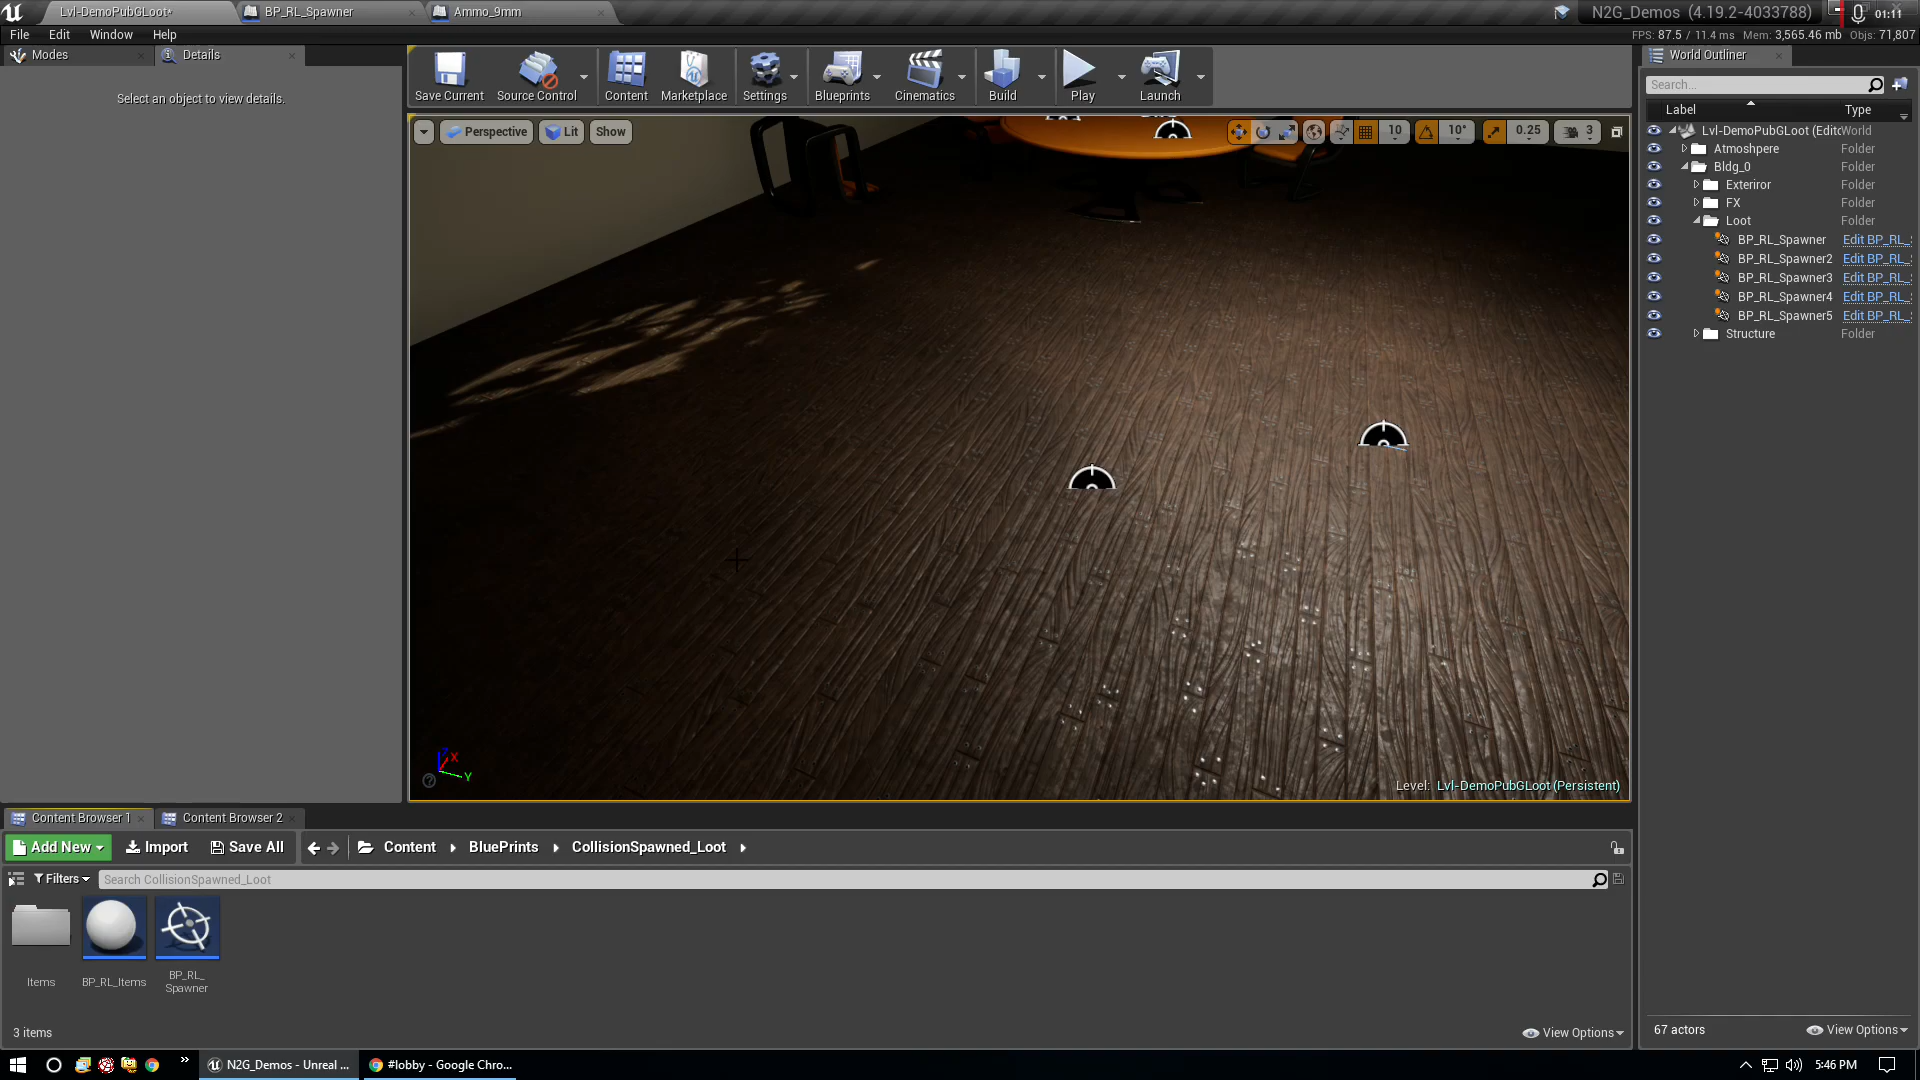 Lvl-DemoPubGLoot*
BP_RL_Spawner
Ammo_9mm
N2G_Demos (4.19.2-4033788)
01:11
File Edit Window Help
FPS: 87.5 / 11.4 ms Mem: 3,565.46 mb Objs: 71,807
Modes
Details
World Outliner
Select an object to view details.
Save Current
Source Control
Content
Marketplace
Settings
Blueprints
Cinematics
Build
Play
Launch
Search...
Label
Type
Perspective
Lit
Show
10
10°
0.25
3
Lvl-DemoPubGLoot (Edito World
Atmoshpere Folder
Bldg_0 Folder
Exteriror Folder
FX Folder
Loot Folder
BP_RL_Spawner Edit BP_RL_
BP_RL_Spawner2 Edit BP_RL_
BP_RL_Spawner3 Edit BP_RL_
BP_RL_Spawner4 Edit BP_RL_
BP_RL_Spawner5 Edit BP_RL_
Structure Folder
Z
X
Y
Level: Lvl-DemoPubGLoot (Persistent)
Content Browser 1
Content Browser 2
Add New
Import
Save All
Content
BluePrints
CollisionSpawned_Loot
Filters
Search CollisionSpawned_Loot
Items
BP_RL_Items
BP_RL_
Spawner
3 items
View Options
67 actors
View Options
N2G_Demos - Unreal ...
#lobby - Google Chro...
5:46 PM